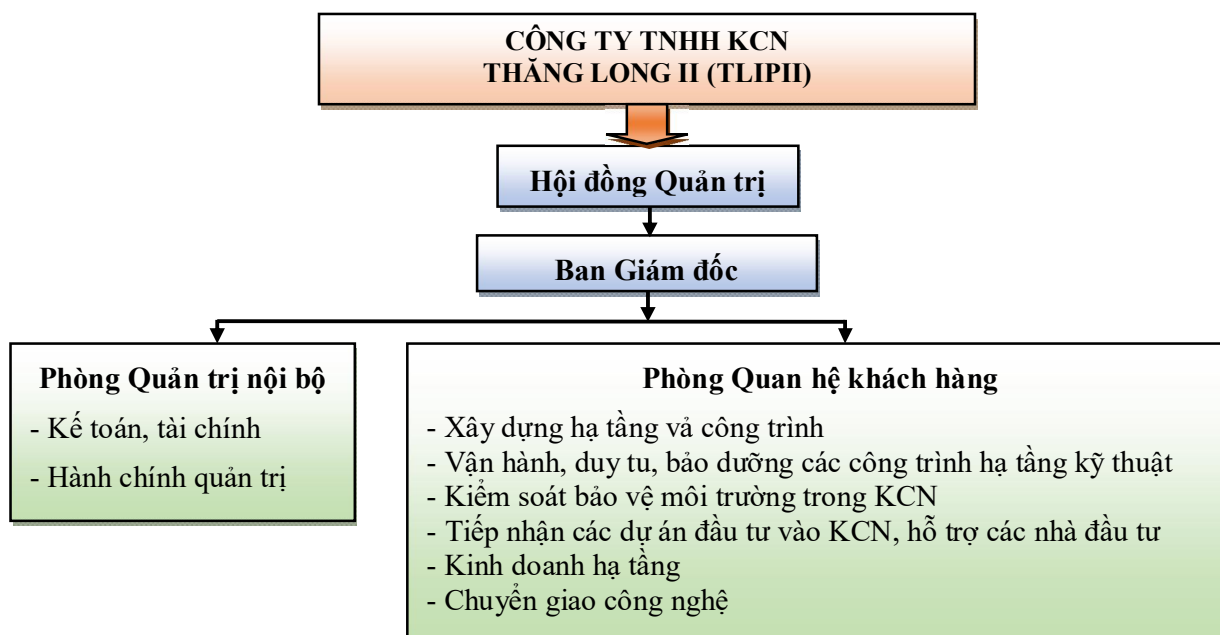 CÔNG TY TNHH KCN
THĂNG LONG II (TLIPII)
Hội đồng Quản trị
Ban Giám đốc
Phòng Quản trị nội bộ
- Kế toán, tài chính
- Hành chính quản trị
Phòng Quan hệ khách hàng
- Xây dựng hạ tầng vả công trình
- Vận hành, duy tu, bảo dưỡng các công trình hạ tầng kỹ thuật
- Kiểm soát bảo vệ môi trường trong KCN
- Tiếp nhận các dự án đầu tư vào KCN, hỗ trợ các nhà đầu tư
- Kinh doanh hạ tầng
- Chuyển giao công nghệ